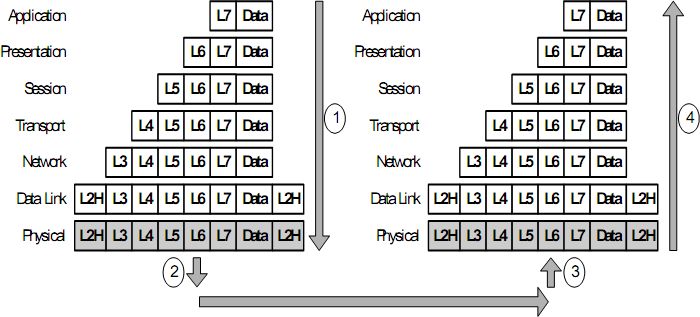 Application L7 Data Application L7 Data
Presentation L6 L7 Data Presentation L6 L7 Data
Session L5 L6 L7 Data Session L5 L6 L7 Data
Transport L4 L5 L6 L7 Data 1 Transport L4 L5 L6 L7 Data 4
Network L3 L4 L5 L6 L7 Data Network L3 L4 L5 L6 L7 Data
Data Link L2H L3 L4 L5 L6 L7 Data L2H Data Link L2H L3 L4 L5 L6 L7 Data L2H
Physical L2H L3 L4 L5 L6 L7 Data L2H Physical L2H L3 L4 L5 L6 L7 Data L2H
2 3